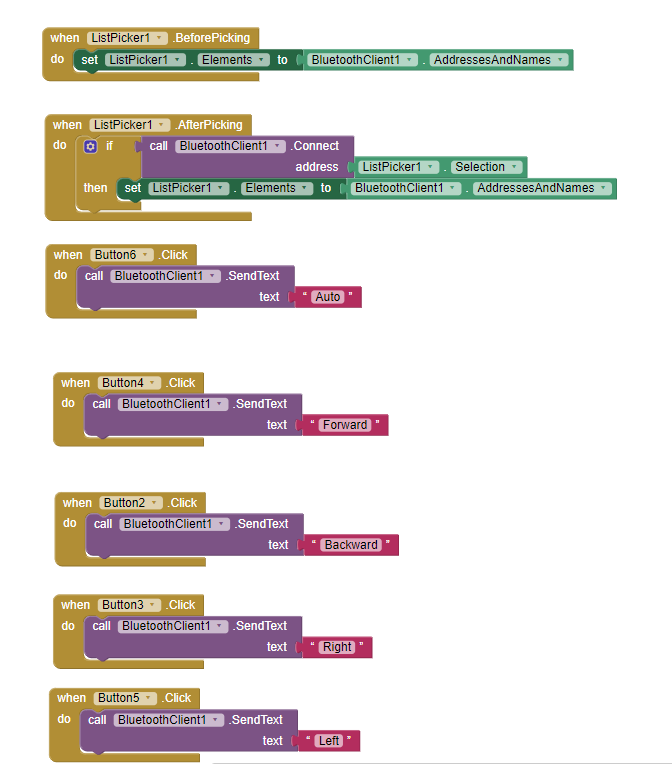 when ListPicker1 .BeforePicking
do set ListPicker1 . Elements to BluetoothClient1 . AddressesAndNames
when ListPicker1 .AfterPicking
do if call BluetoothClient1 .Connect
address ListPicker1 . Selection
then set ListPicker1 . Elements to BluetoothClient1 . AddressesAndNames
when Button6 .Click
do call BluetoothClient1 .SendText
text “ Auto ”
when Button4 .Click
do call BluetoothClient1 .SendText
text “ Forward ”
when Button2 .Click
do call BluetoothClient1 .SendText
text “ Backward ”
when Button3 .Click
do call BluetoothClient1 .SendText
text “ Right ”
when Button5 .Click
do call BluetoothClient1 .SendText
text “ Left ”